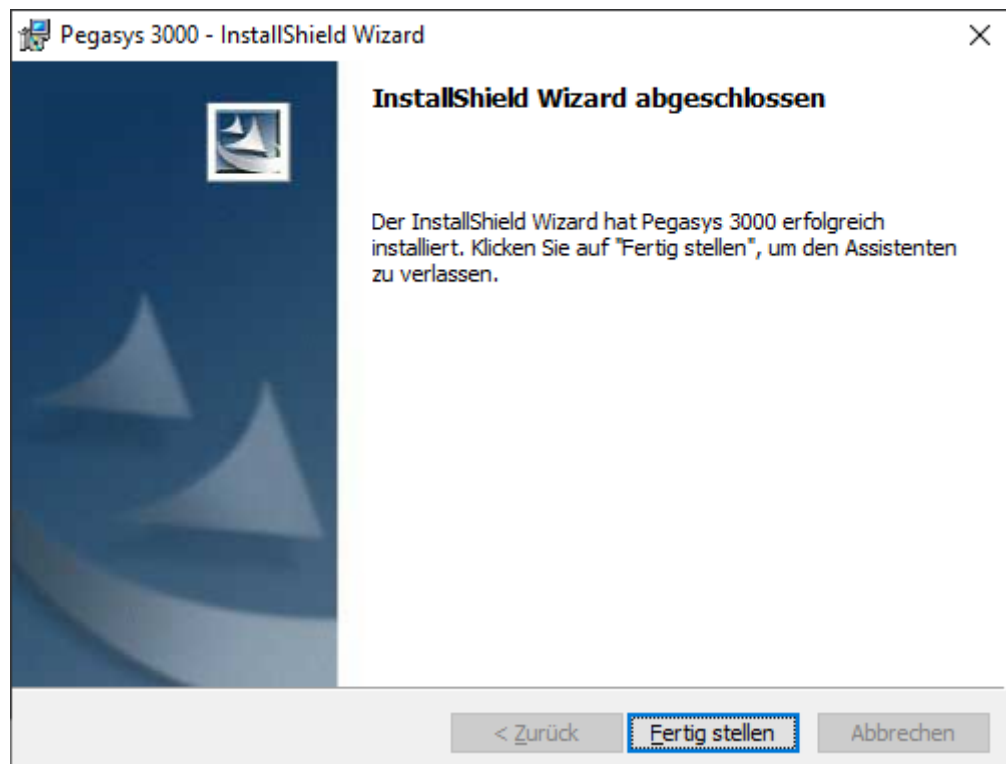 Pegasys 3000 - InstallShield Wizard
InstallShield Wizard abgeschlossen
Der InstallShield Wizard hat Pegasys 3000 erfolgreich
installiert. Klicken Sie auf "Fertig stellen", um den Assistenten
zu verlassen.
< Zurück
Fertig stellen
Abbrechen